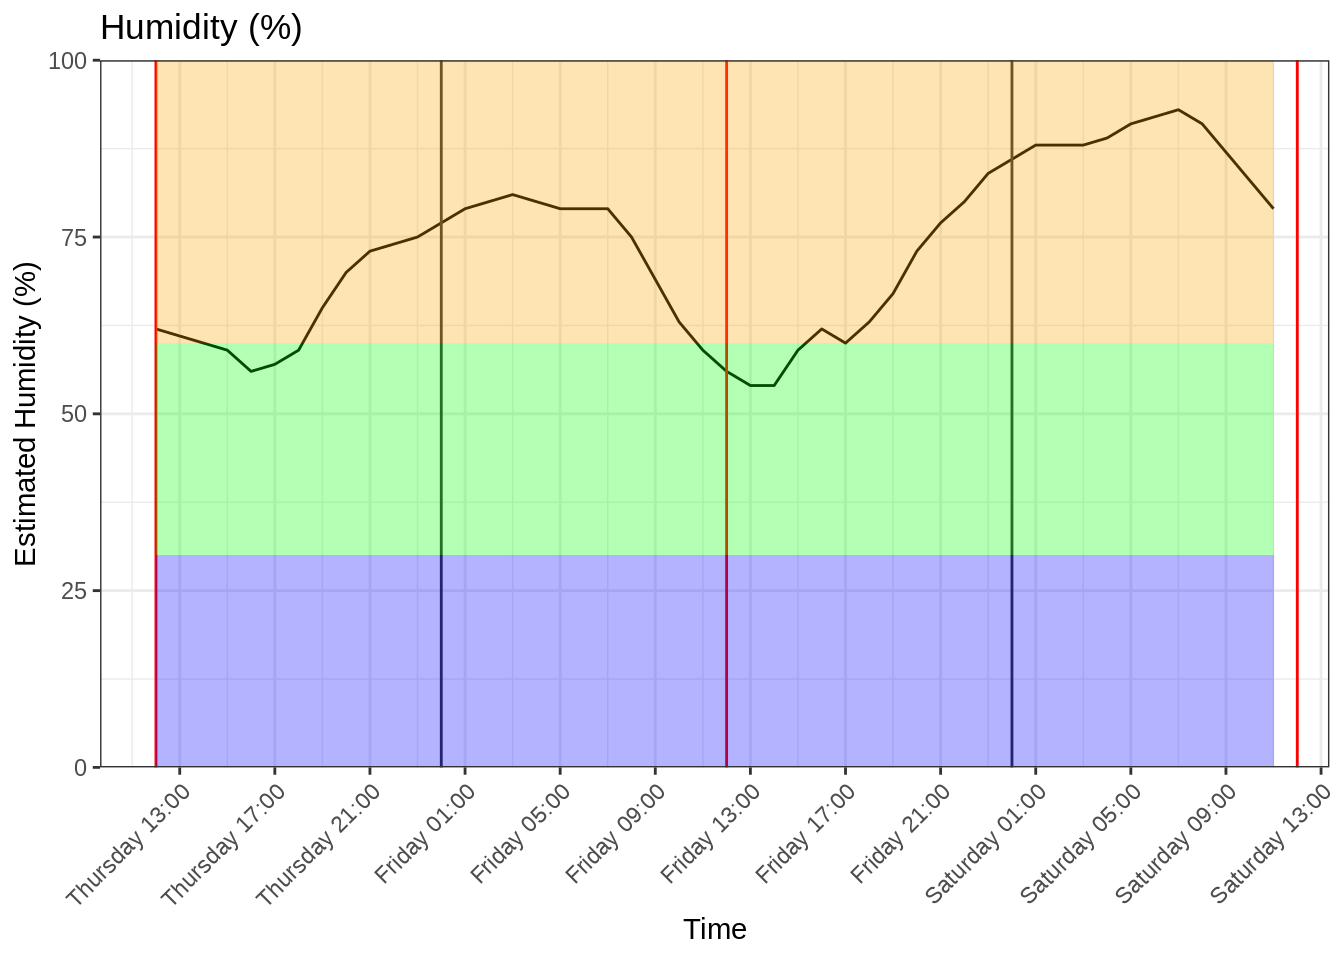 Humidity (%)
Estimated Humidity (%)
100
75
50
25
0
Thursday 13:00
Thursday 17:00
Thursday 21:00
Friday 01:00
Friday 05:00
Friday 09:00
Friday 13:00
Friday 17:00
Friday 21:00
Saturday 01:00
Saturday 05:00
Saturday 09:00
Saturday 13:00
Time